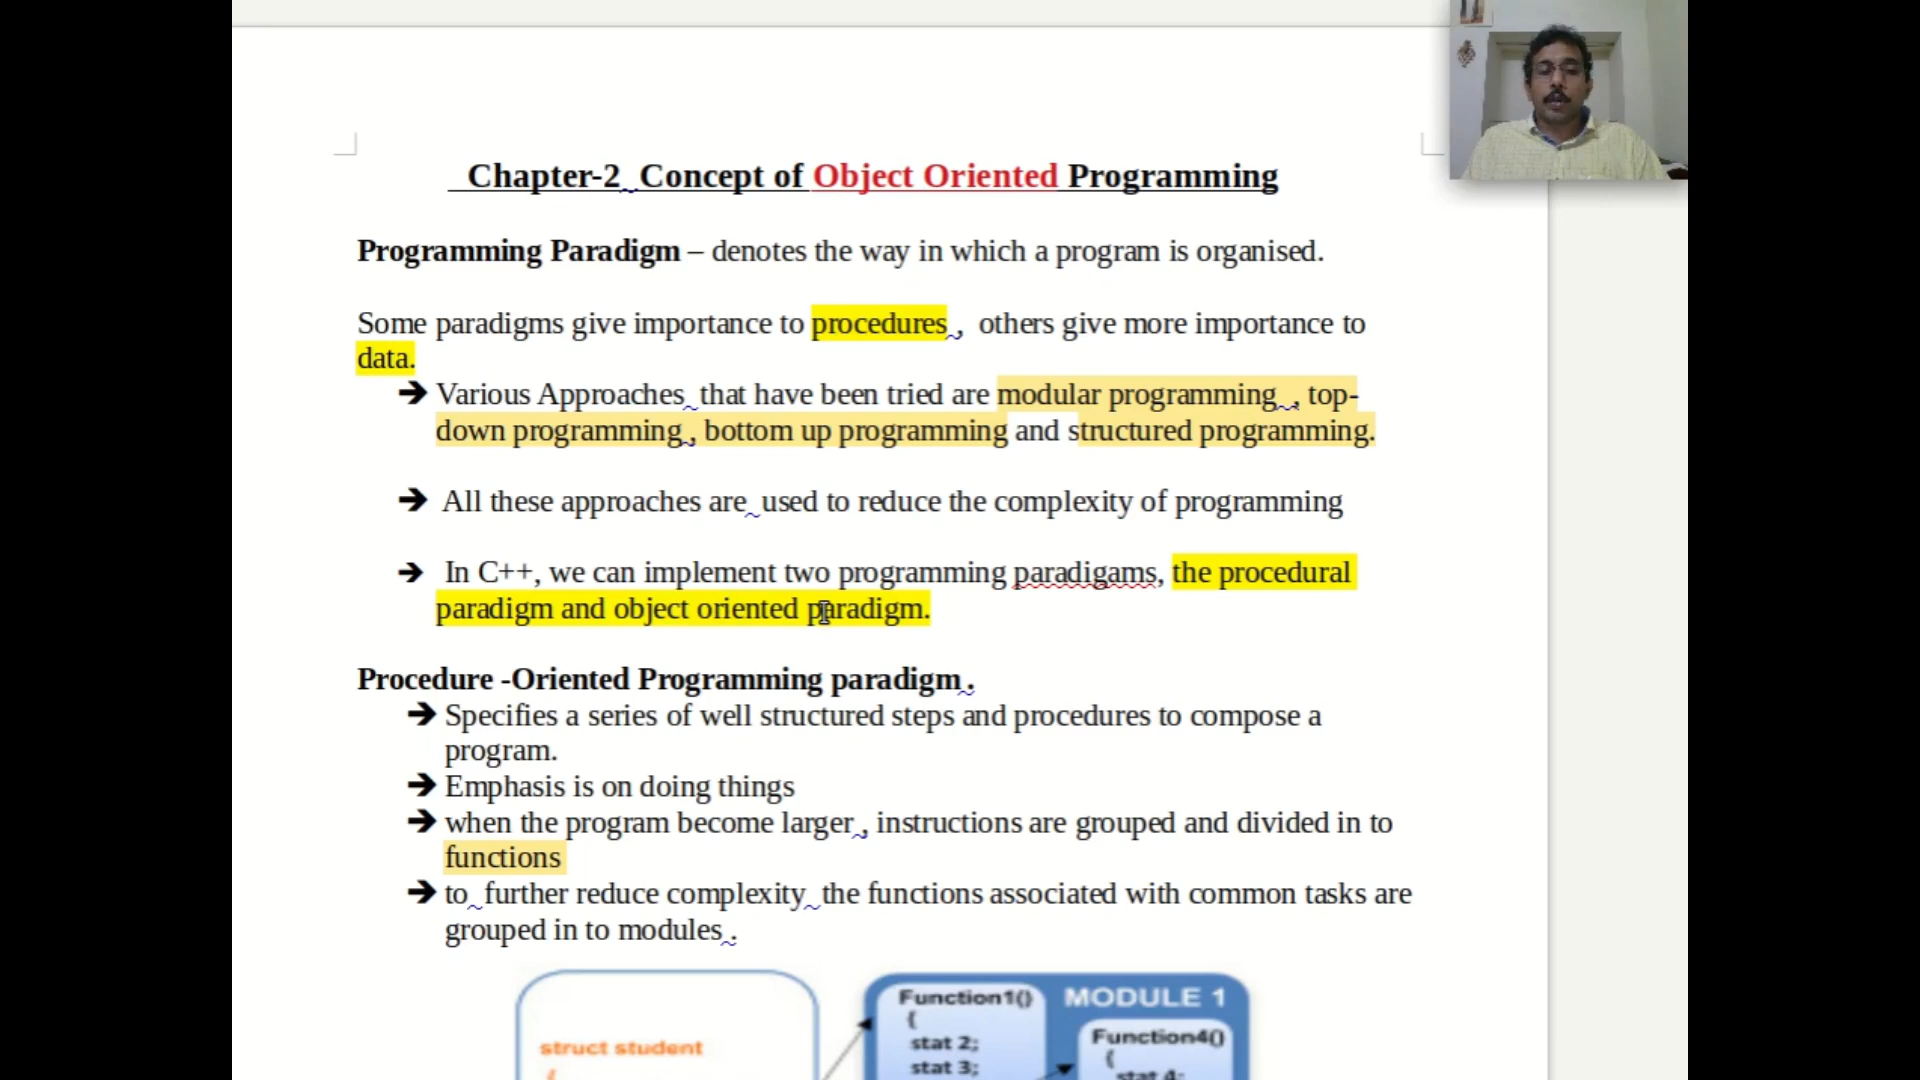 Chapter-2 Concept of Object Oriented Programming
Programming Paradigm – denotes the way in which a program is organised.
Some paradigms give importance to procedures , others give more importance to
data.
➔ Various Approaches that have been tried are modular programming , top-
down programming , bottom up programming and structured programming.
➔ All these approaches are used to reduce the complexity of programming
➔ In C++, we can implement two programming paradigams, the procedural
paradigm and object oriented paradigm.
Procedure -Oriented Programming paradigm .
➔ Specifies a series of well structured steps and procedures to compose a
program.
➔ Emphasis is on doing things
➔ when the program become larger , instructions are grouped and divided in to
functions
➔ to further reduce complexity the functions associated with common tasks are
grouped in to modules .
struct student
{
Function1()
{
stat 2;
stat 3;
MODULE 1
Function4()
{
stat 4;